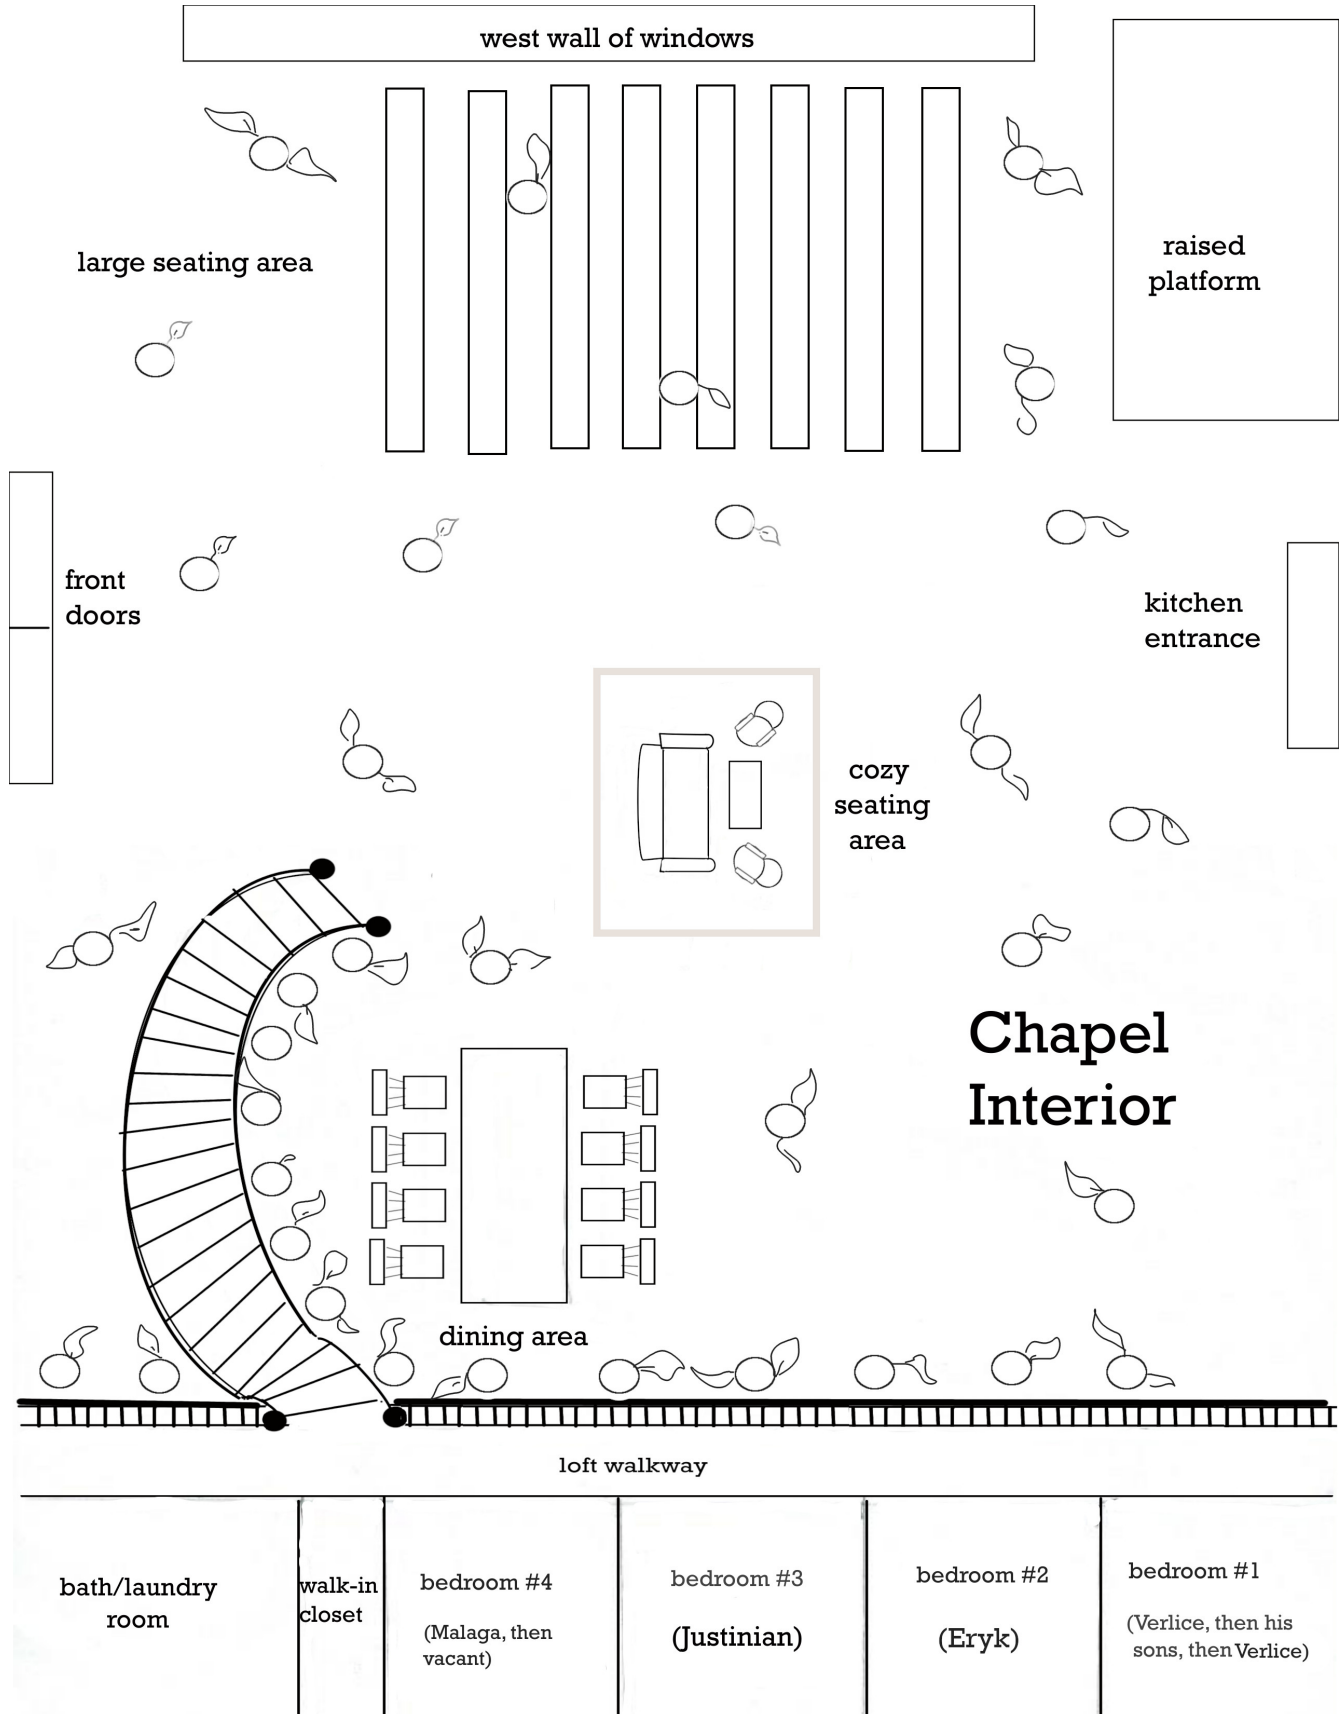 west wall of windows
large seating area
raised
platform
front
doors
kitchen
entrance
cozy
seating
area
Chapel
Interior
dining area
loft walkway
bath/laundry
room
walk-in
closet
bedroom #4
(Malaga, then
vacant)
bedroom #3
(Justinian)
bedroom #2
(Eryk)
bedroom #1
(Verlice, then his
sons, then Verlice)